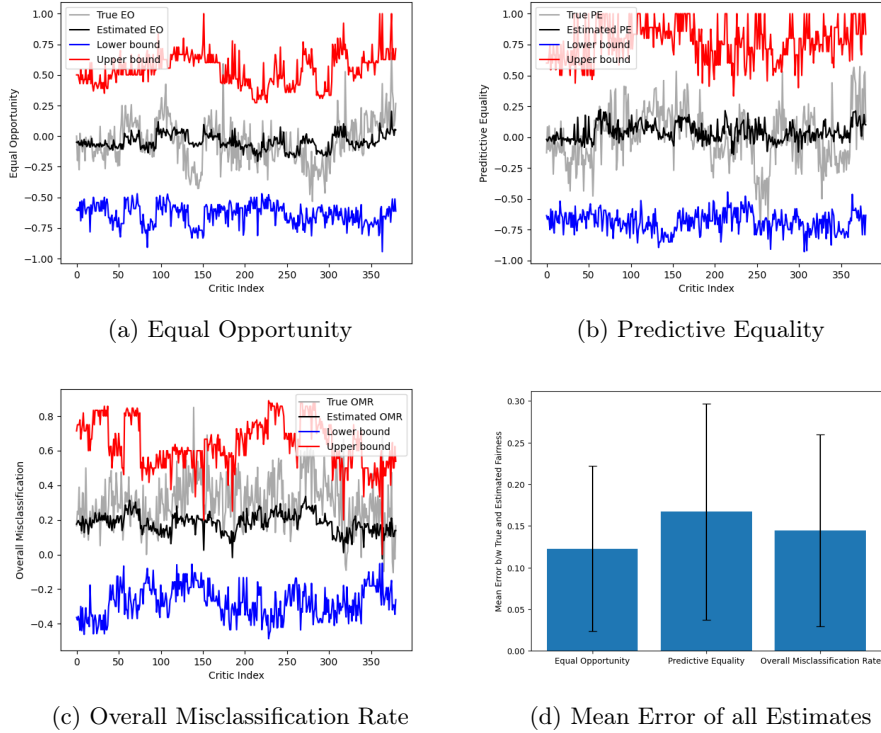 True EO
Estimated EO
Lower bound
Upper bound
1.00
0.75
0.50
0.25
0.00
−0.25
−0.50
−0.75
−1.00
Equal Opportunity
0 50 100 150 200 250 300 350
Critic Index
(a) Equal Opportunity
True PE
Estimated PE
Lower bound
Upper bound
1.00
0.75
0.50
0.25
0.00
−0.25
−0.50
−0.75
−1.00
Preditictive Equality
0 50 100 150 200 250 300 350
Critic Index
(b) Predictive Equality
True OMR
Estimated OMR
Lower bound
Upper bound
0.8
0.6
0.4
0.2
0.0
−0.2
−0.4
Overall Misclassification
0 50 100 150 200 250 300 350
Critic Index
(c) Overall Misclassification Rate
0.30
0.25
0.20
0.15
0.10
0.05
0.00
Mean Error b/w True and Estimated Fairness
Equal Opportunity Predictive Equality Overall Misclassification Rate
(d) Mean Error of all Estimates